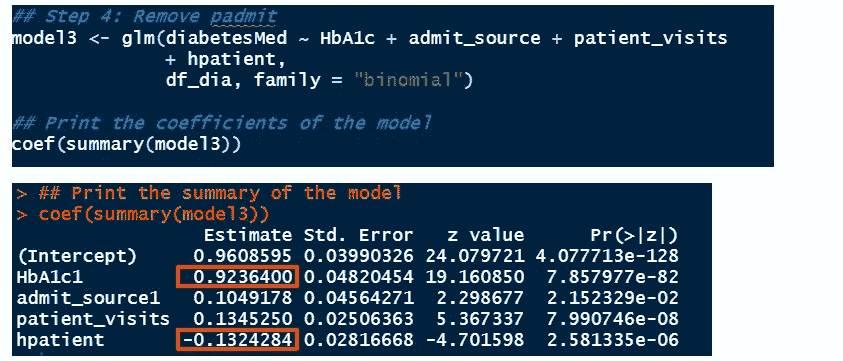 ## Step 4: Remove padmit
model3 <- glm(diabetesMed ~ HbA1c + admit_source + patient_visits
+ hpatient,
df_dia, family = "binomial")
## Print the coefficients of the model
coef(summary(model3))
> ## Print the summary of the model
> coef(summary(model3))
Estimate Std. Error z value Pr(>|z|)
(Intercept) 0.9608595 0.03990326 24.079721 4.077713e-128
HbA1c1 0.9236400 0.04820454 19.160850 7.857977e-82
admit_source1 0.1049178 0.04564271 2.298677 2.152329e-02
patient_visits 0.1345250 0.02506363 5.367337 7.990746e-08
hpatient -0.1324284 0.02816668 -4.701598 2.581335e-06